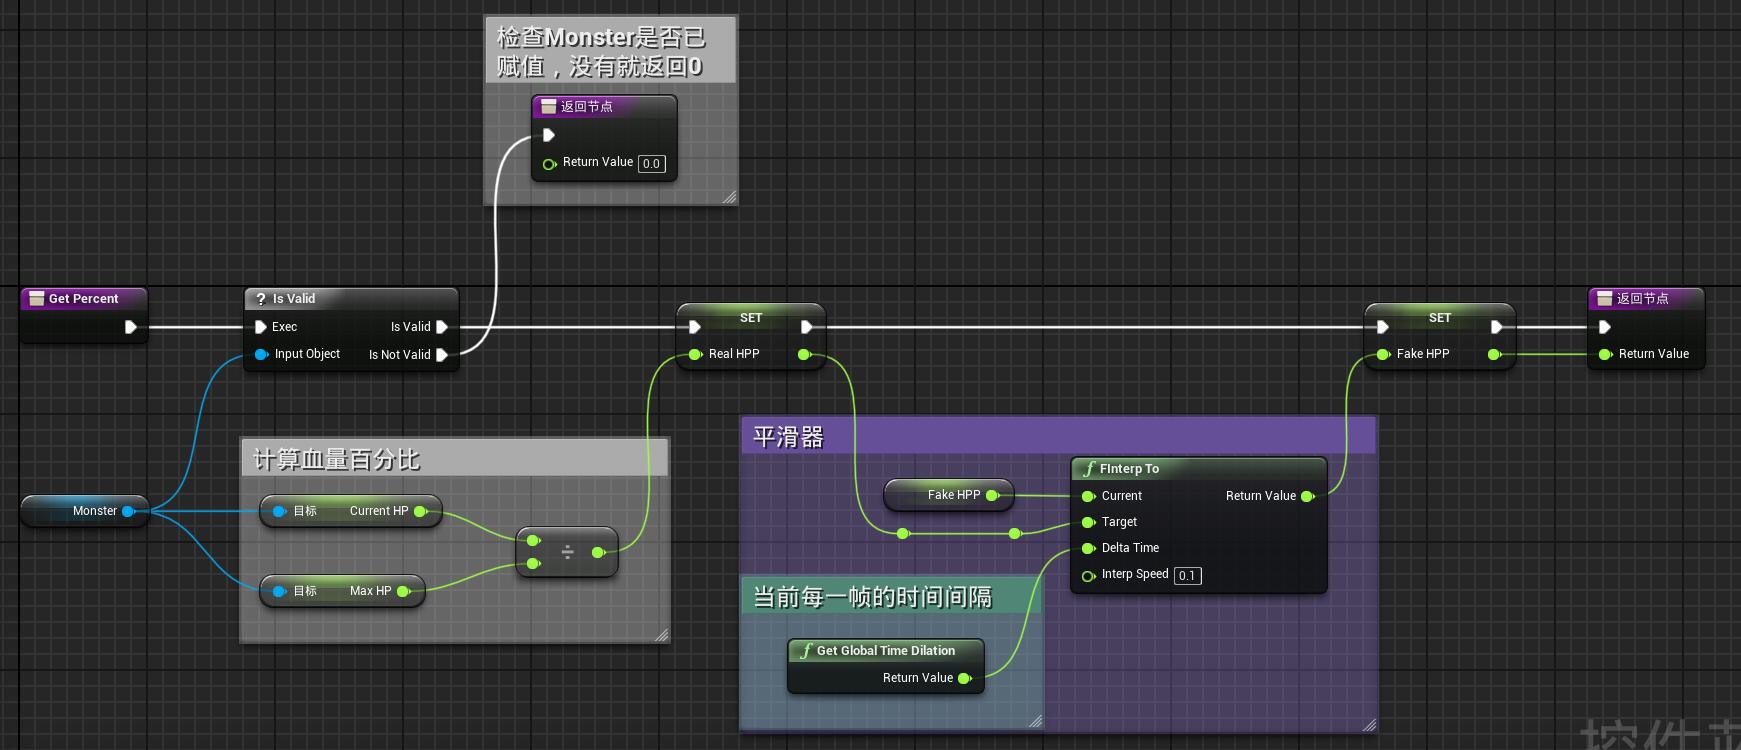 检查Monster是否已
赋值，没有就返回0
返回节点
Return Value 0.0
Get Percent
? Is Valid
Exec
Is Valid
Input Object
Is Not Valid
SET
Real HPP
SET
Fake HPP
返回节点
Return Value
计算血量百分比
Monster
目标 Current HP
÷
目标 Max HP
平滑器
Fake HPP
f FInterp To
Current
Return Value
Target
Delta Time
Interp Speed 0.1
当前每一帧的时间间隔
f Get Global Time Dilation
Return Value